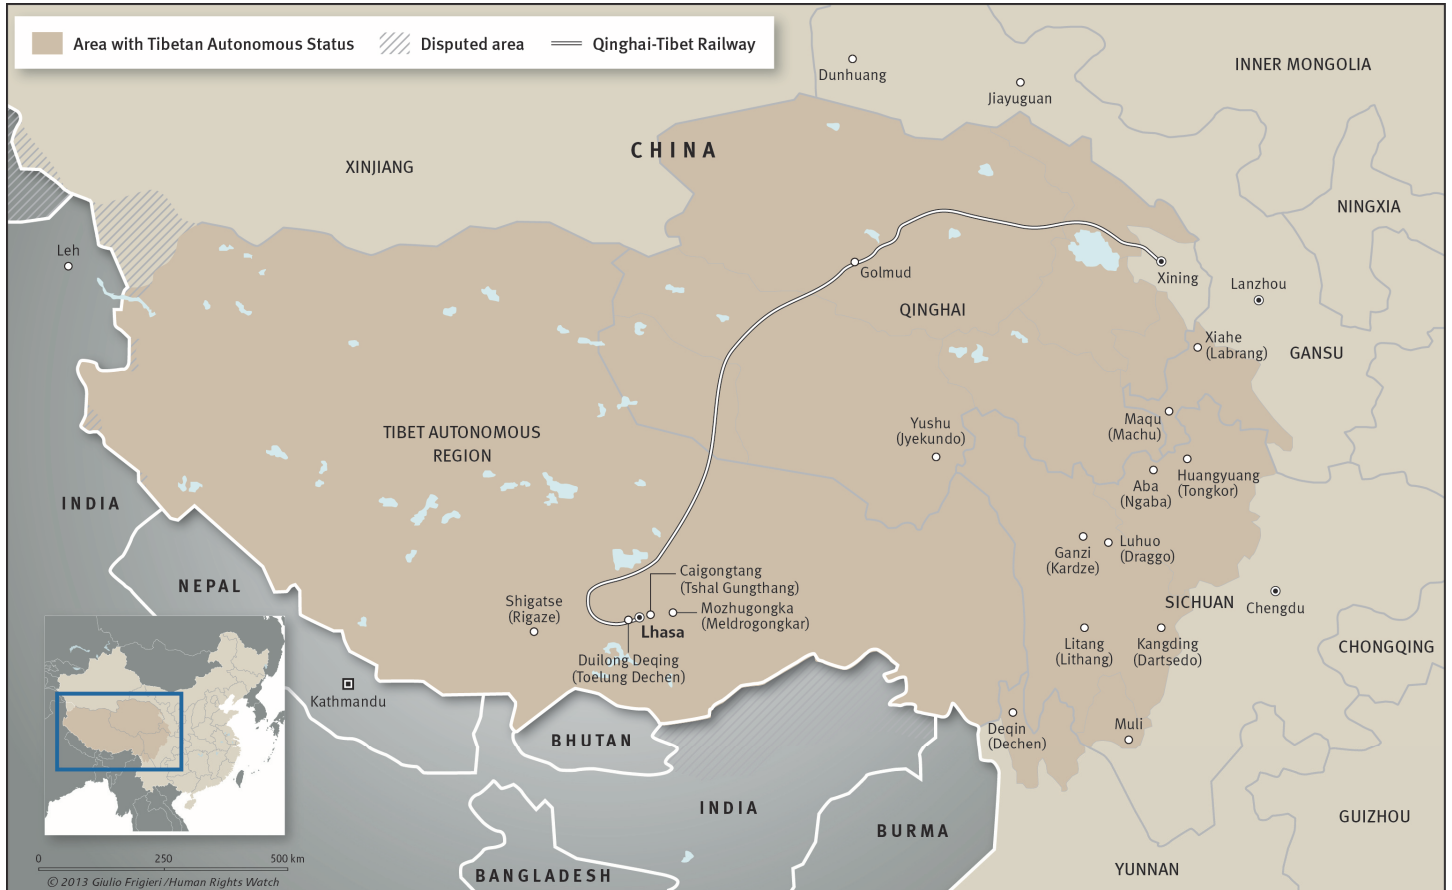 Area with Tibetan Autonomous Status
Disputed area
Qinghai-Tibet Railway
Dunhuang
Jiayuguan
INNER MONGOLIA
CHINA
XINJIANG
NINGXIA
Leh
Golmud
Xining
Lanzhou
QINGHAI
Xiahe
(Labrang)
GANSU
TIBET AUTONOMOUS
REGION
Yushu
(Jyekundo)
Maqu
(Machu)
Aba
(Ngaba)
Huangyuang
(Tongkor)
INDIA
Ganzi
(Kardze)
Luhuo
(Draggo)
NEPAL
Caigongtang
(Tshal Gungthang)
Shigatse
(Rigaze)
Mozhugongka
(Meldrogongkar)
Lhasa
SICHUAN
Chengdu
Duilong Deqing
(Toelung Dechen)
Litang
(Lithang)
Kangding
(Dartsedo)
CHONGQING
Kathmandu
Deqin
(Dechen)
Muli
BHUTAN
INDIA
BURMA
GUIZHOU
YUNNAN
BANGLADESH
0
250
500 km
© 2013 Giulio Frigieri /Human Rights Watch